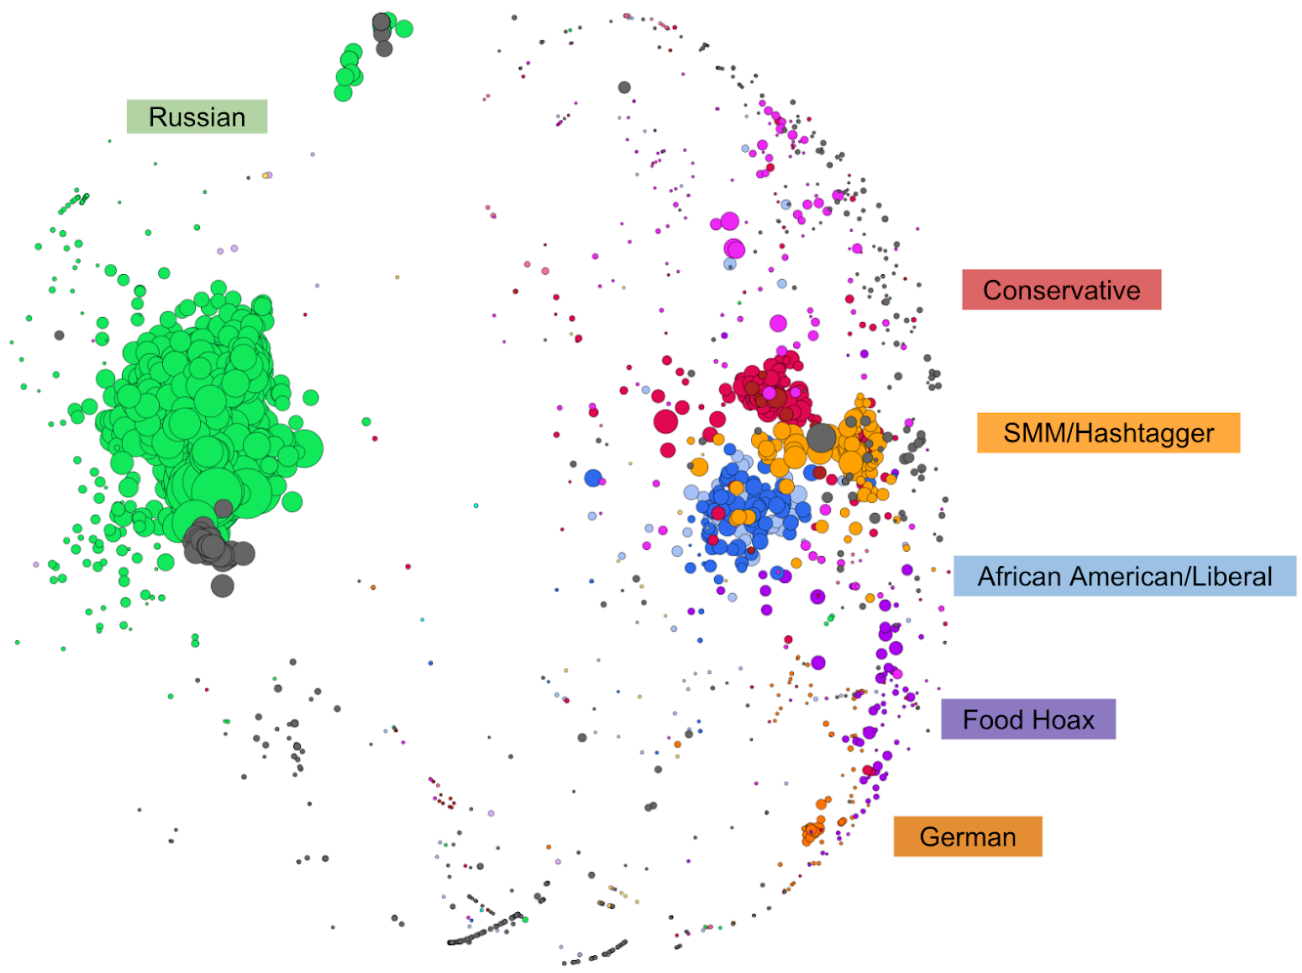 Russian
Conservative
SMM/Hashtagger
African American/Liberal
Food Hoax
German